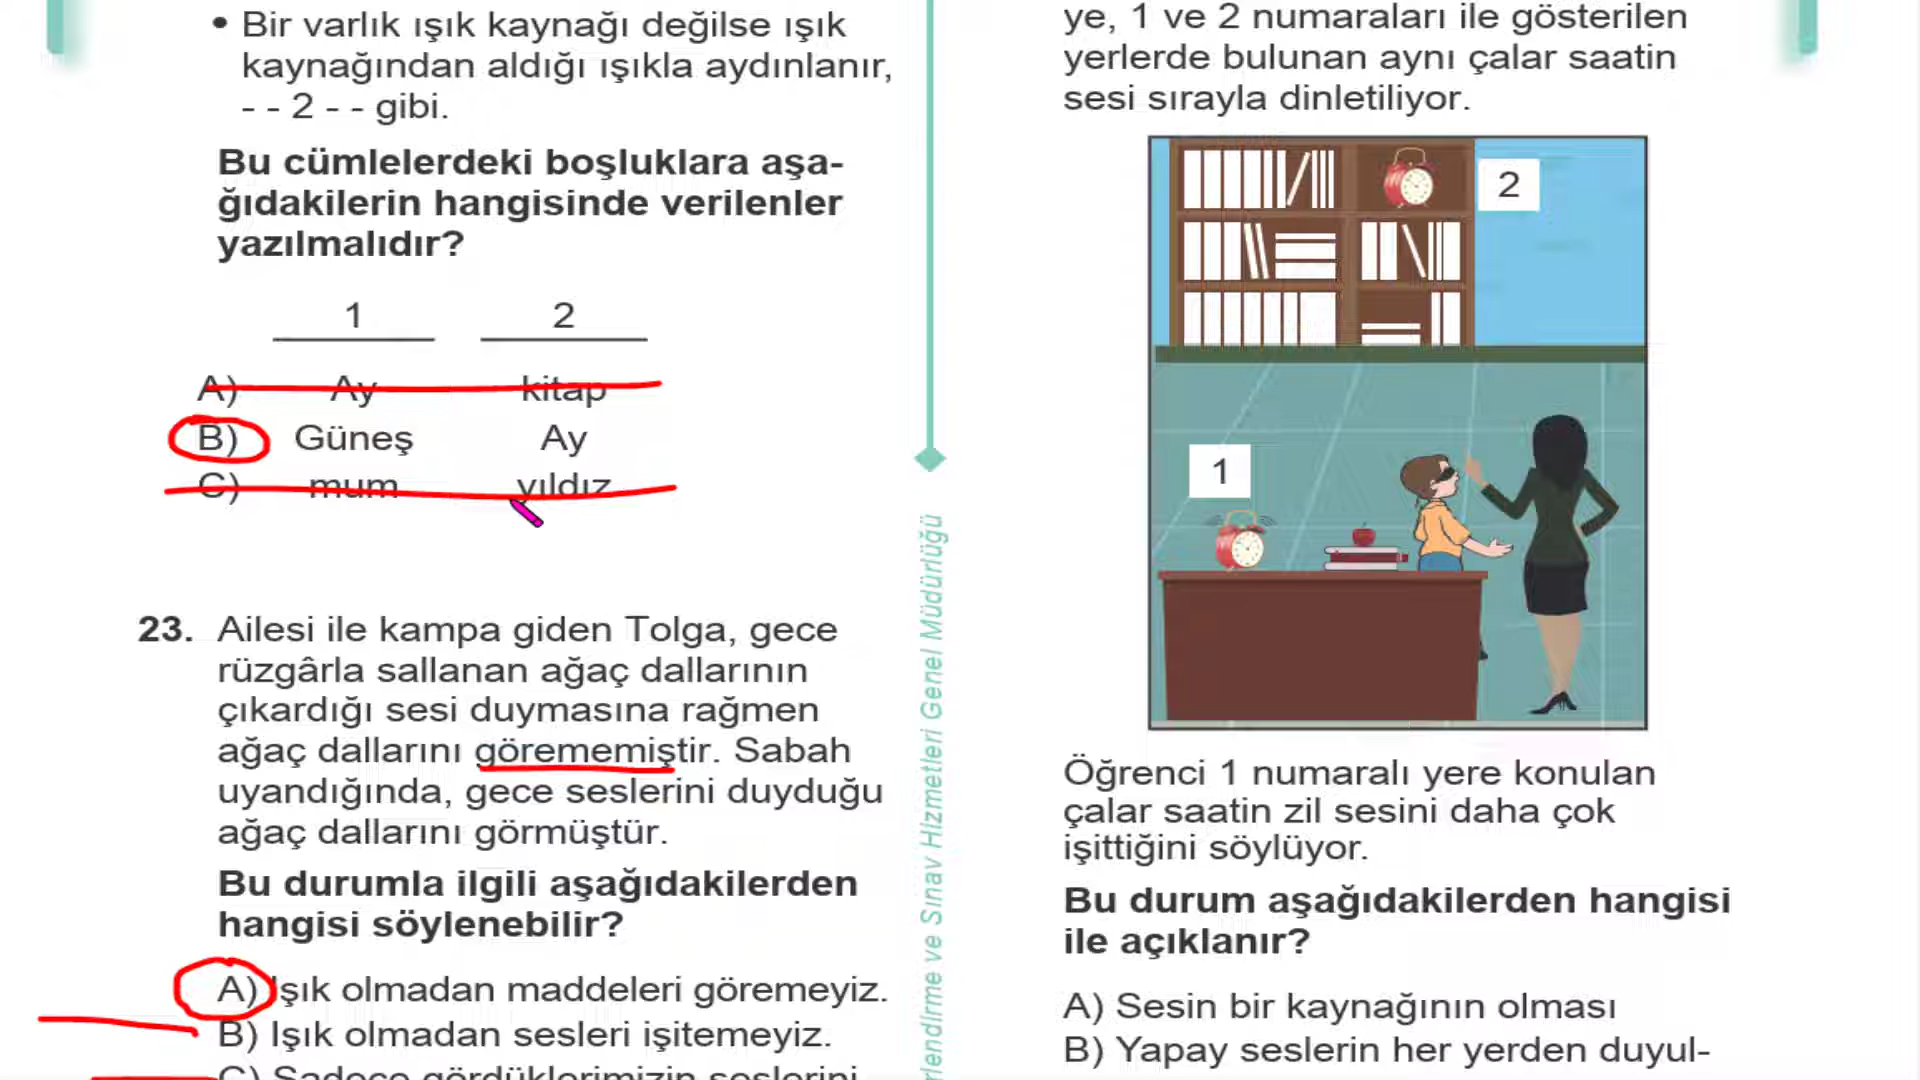 • Bir varlık ışık kaynağı değilse ışık
kaynağından aldığı ışıkla aydınlanır,
- - 2 - - gibi.
Bu cümlelerdeki boşluklara aşa-
ğıdakilerin hangisinde verilenler
yazılmalıdır?
1 2
A) Ay kitap
B) Güneş Ay
C) mum yıldız
23. Ailesi ile kampa giden Tolga, gece
rüzgârla sallanan ağaç dallarının
çıkardığı sesi duymasına rağmen
ağaç dallarını görememiştir. Sabah
uyandığında, gece seslerini duyduğu
ağaç dallarını görmüştür.
Bu durumla ilgili aşağıdakilerden
hangisi söylenebilir?
A) Işık olmadan maddeleri göremeyiz.
B) Işık olmadan sesleri işitemeyiz.
C) Sadece gördüklerimizin seslerini
rlendirme ve Sınav Hizmetleri Genel Müdürlüğü
ye, 1 ve 2 numaraları ile gösterilen
yerlerde bulunan aynı çalar saatin
sesi sırayla dinletiliyor.
2
1
Öğrenci 1 numaralı yere konulan
çalar saatin zil sesini daha çok
işittiğini söylüyor.
Bu durum aşağıdakilerden hangisi
ile açıklanır?
A) Sesin bir kaynağının olması
B) Yapay seslerin her yerden duyul-